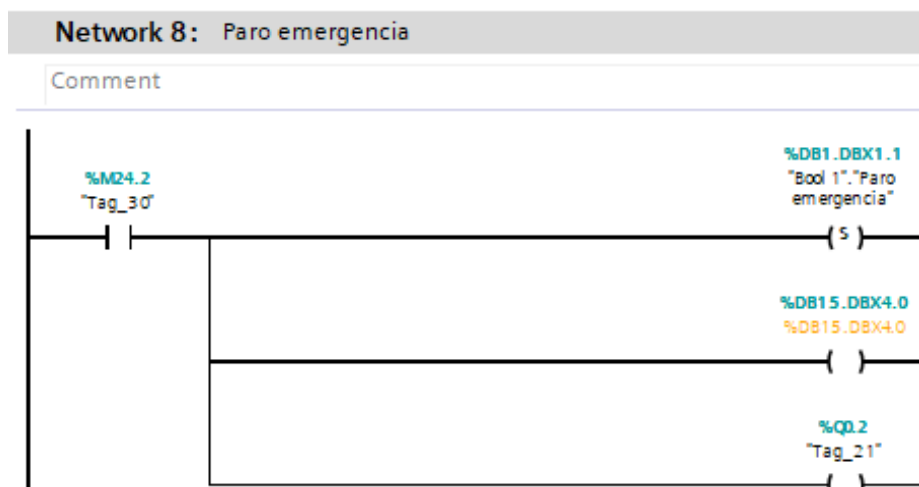 Network 8: Paro emergencia
Comment
%DB1.DBX1.1
"Bool 1"."Paro
emergencia"
%M24.2
"Tag_30"
S
%DB15.DBX4.0
%DB15.DBX4.0
%Q0.2
"Tag_21"